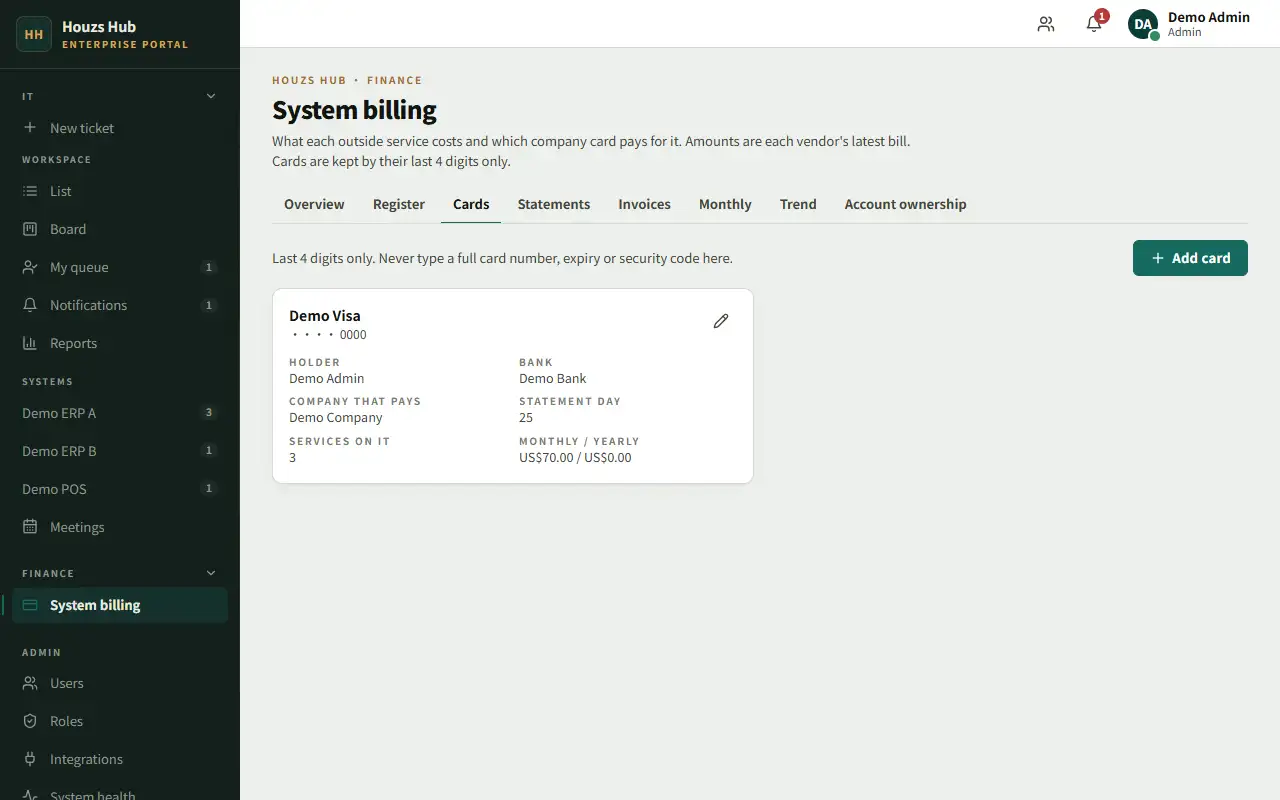 HH
Houzs Hub
ENTERPRISE PORTAL
IT
New ticket
WORKSPACE
List
Board
My queue 1
Notifications 1
Reports
SYSTEMS
Demo ERP A 3
Demo ERP B 1
Demo POS 1
Meetings
FINANCE
System billing
ADMIN
Users
Roles
Integrations
System health
1
DA
Demo Admin
Admin
HOUZS HUB · FINANCE
System billing
What each outside service costs and which company card pays for it. Amounts are each vendor's latest bill.
Cards are kept by their last 4 digits only.
Overview Register Cards Statements Invoices Monthly Trend Account ownership
Last 4 digits only. Never type a full card number, expiry or security code here.
+ Add card
Demo Visa
· · · · 0000
HOLDER BANK
Demo Admin Demo Bank
COMPANY THAT PAYS STATEMENT DAY
Demo Company 25
SERVICES ON IT MONTHLY / YEARLY
3 US$70.00 / US$0.00